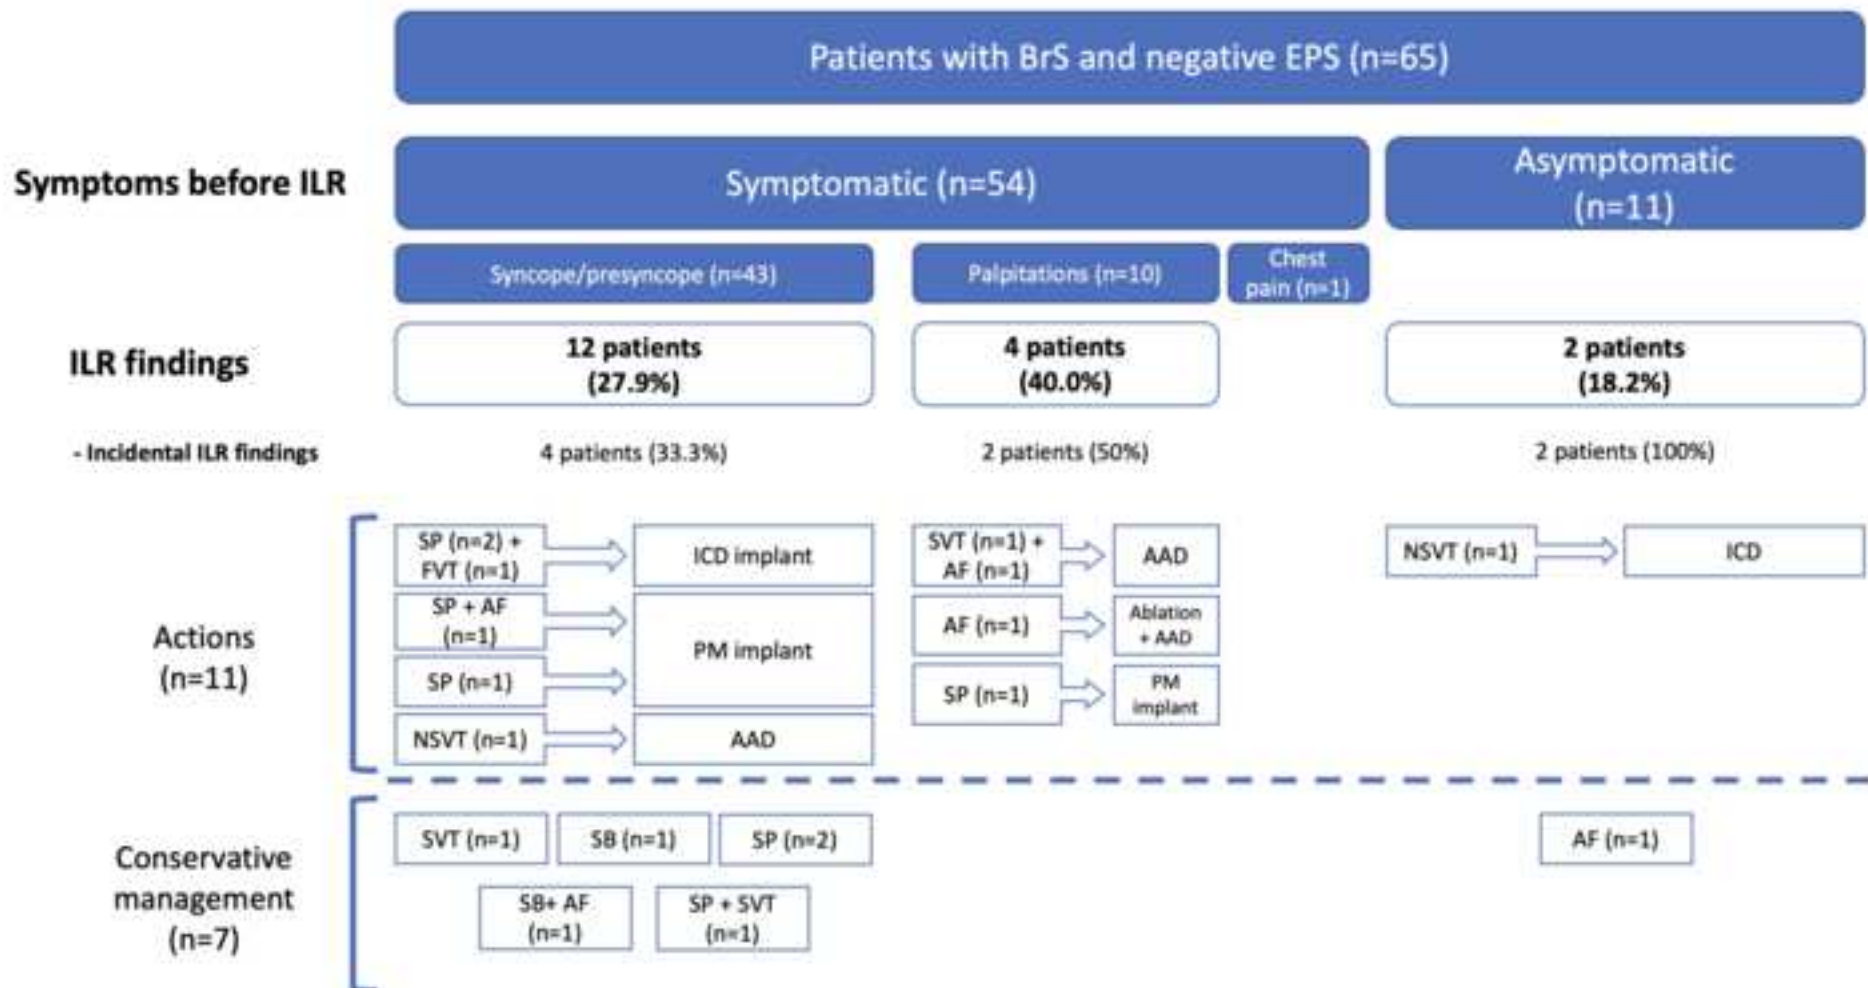 Patients with BrS and negative EPS (n=65)
Symptoms before ILR
Symptomatic (n=54)
Asymptomatic
(n=11)
Syncope/presyncope (n=43)
Palpitations (n=10)
Chest
pain (n=1)
ILR findings
12 patients
(27.9%)
4 patients
(40.0%)
2 patients
(18.2%)
- Incidental ILR findings
4 patients (33.3%)
2 patients (50%)
2 patients (100%)
Actions
(n=11)
SP (n=2) +
FVT (n=1)
ICD implant
SVT (n=1) +
AF (n=1)
AAD
NSVT (n=1)
ICD
SP + AF
(n=1)
PM implant
AF (n=1)
Ablation
+ AAD
SP (n=1)
SP (n=1)
PM
implant
NSVT (n=1)
AAD
Conservative
management
(n=7)
SVT (n=1)
SB (n=1)
SP (n=2)
AF (n=1)
SB+ AF
(n=1)
SP + SVT
(n=1)